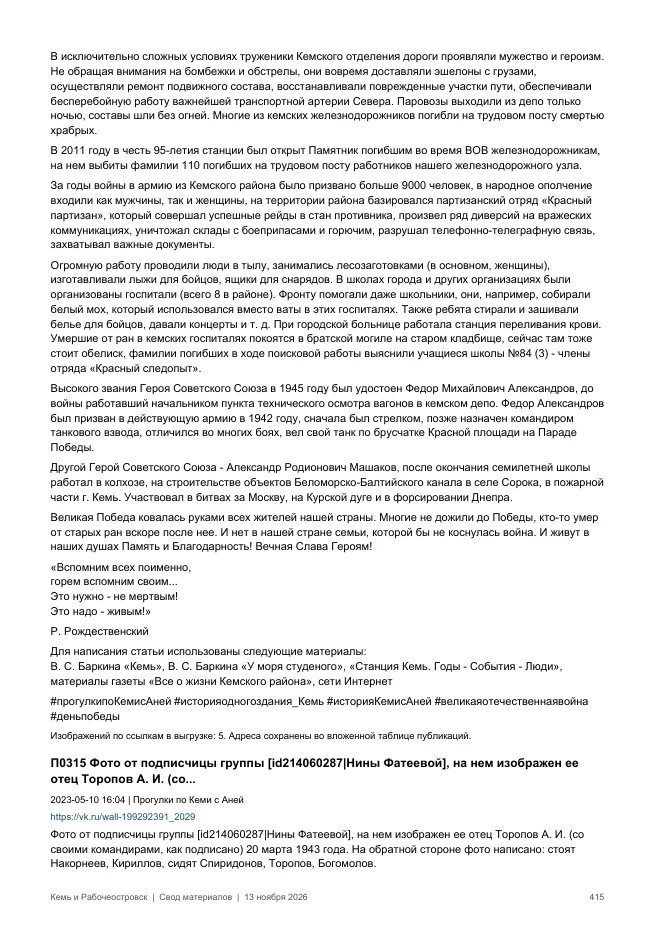 В исключительно сложных условиях труженики Кемского отделения дороги проявляли мужество и героизм.
Не обращая внимания на бомбежки и обстрелы, они вовремя доставляли эшелоны с грузами,
осуществляли ремонт подвижного состава, восстанавливали поврежденные участки пути, обеспечивали
бесперебойную работу важнейшей транспортной артерии Севера. Паровозы выходили из депо только
ночью, составы шли без огней. Многие из кемских железнодорожников погибли на трудовом посту смертью
храбрых.
В 2011 году в честь 95-летия станции был открыт Памятник погибшим во время ВОВ железнодорожникам,
на нем выбиты фамилии 110 погибших на трудовом посту работников нашего железнодорожного узла.
За годы войны в армию из Кемского района было призвано больше 9000 человек, в народное ополчение
входили как мужчины, так и женщины, на территории района базировался партизанский отряд «Красный
партизан», который совершал успешные рейды в стан противника, произвел ряд диверсий на вражеских
коммуникациях, уничтожал склады с боеприпасами и горючим, разрушал телефонно-телеграфную связь,
захватывал важные документы.
Огромную работу проводили люди в тылу, занимались лесозаготовками (в основном, женщины),
изготавливали лыжи для бойцов, ящики для снарядов. В школах города и других организациях были
организованы госпитали (всего 8 в районе). Фронту помогали даже школьники, они, например, собирали
белый мох, который использовался вместо ваты в этих госпиталях. Также ребята стирали и зашивали
белье для бойцов, давали концерты и т. д. При городской больнице работала станция переливания крови.
Умершие от ран в кемских госпиталях покоятся в братской могиле на старом кладбище, сейчас там тоже
стоит обелиск, фамилии погибших в ходе поисковой работы выяснили учащиеся школы №84 (3) - члены
отряда «Красный следопыт».
Высокого звания Героя Советского Союза в 1945 году был удостоен Федор Михайлович Александров, до
войны работавший начальником пункта технического осмотра вагонов в кемском депо. Федор Александров
был призван в действующую армию в 1942 году, сначала был стрелком, позже назначен командиром
танкового взвода, отличился во многих боях, вел свой танк по брусчатке Красной площади на Параде
Победы.
Другой Герой Советского Союза - Александр Родионович Машаков, после окончания семилетней школы
работал в колхозе, на строительстве объектов Беломорско-Балтийского канала в селе Сорока, в пожарной
части г. Кемь. Участвовал в битвах за Москву, на Курской дуге и в форсировании Днепра.
Великая Победа ковалась руками всех жителей нашей страны. Многие не дожили до Победы, кто-то умер
от старых ран вскоре после нее. И нет в нашей стране семьи, которой бы не коснулась война. И живут в
наших душах Память и Благодарность! Вечная Слава Героям!
«Вспомним всех поименно,
горем вспомним своим...
Это нужно - не мертвым!
Это надо - живым!»
Р. Рождественский
Для написания статьи использованы следующие материалы:
В. С. Баркина «Кемь», В. С. Баркина «У моря студеного», «Станция Кемь. Годы - События - Люди»,
материалы газеты «Все о жизни Кемского района», сети Интернет
#прогулкипоКемисАней #историяодногоздания_Кемь #историяКемисАней #великаяотечественнаявойна
#деньпобеды
Изображений по ссылкам в выгрузке: 5. Адреса сохранены во вложенной таблице публикаций.
П0315 Фото от подписчицы группы [id214060287|Нины Фатеевой], на нем изображен ее
отец Торопов А. И. (со...
2023-05-10 16:04 | Прогулки по Кеми с Аней
https://vk.ru/wall-199292391_2029
Фото от подписчицы группы [id214060287|Нины Фатеевой], на нем изображен ее отец Торопов А. И. (со
своими командирами, как подписано) 20 марта 1943 года. На обратной стороне фото написано: стоят
Накорнеев, Кириллов, сидят Спиридонов, Торопов, Богомолов.
Кемь и Рабочеостровск | Свод материалов | 13 ноября 2026
415